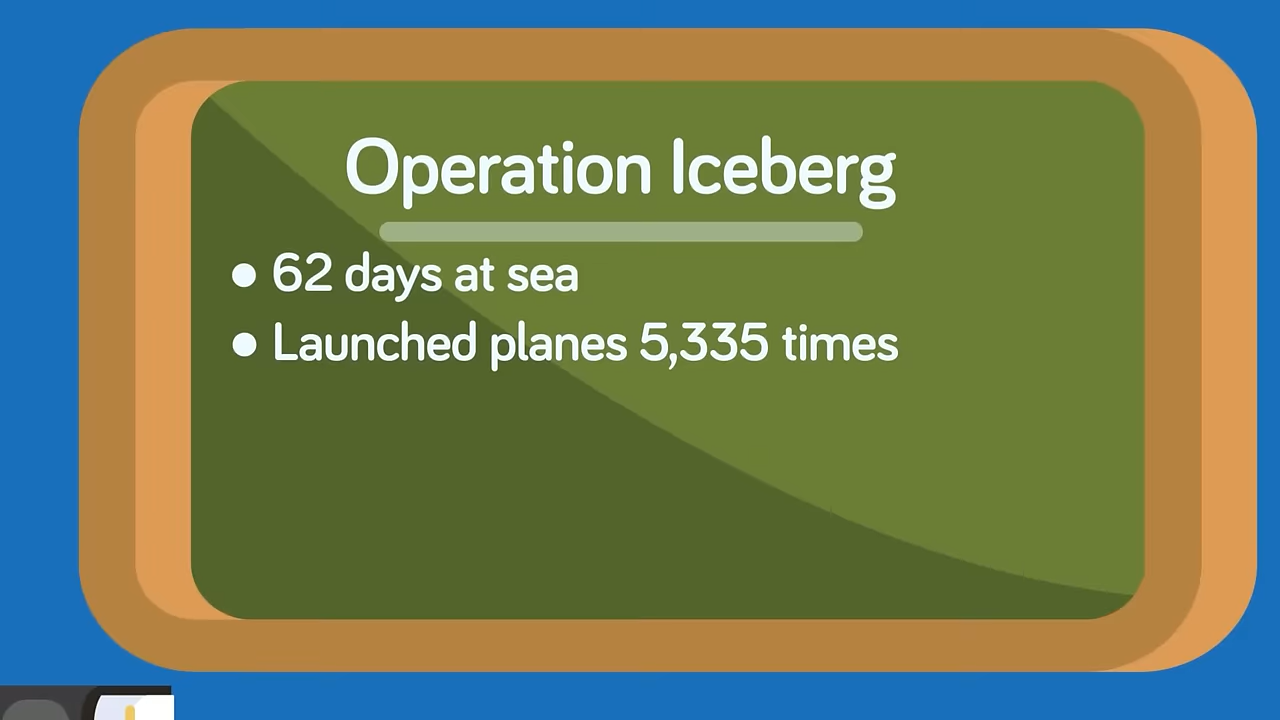 Operation Iceberg
• 62 days at sea
• Launched planes 5,335 times